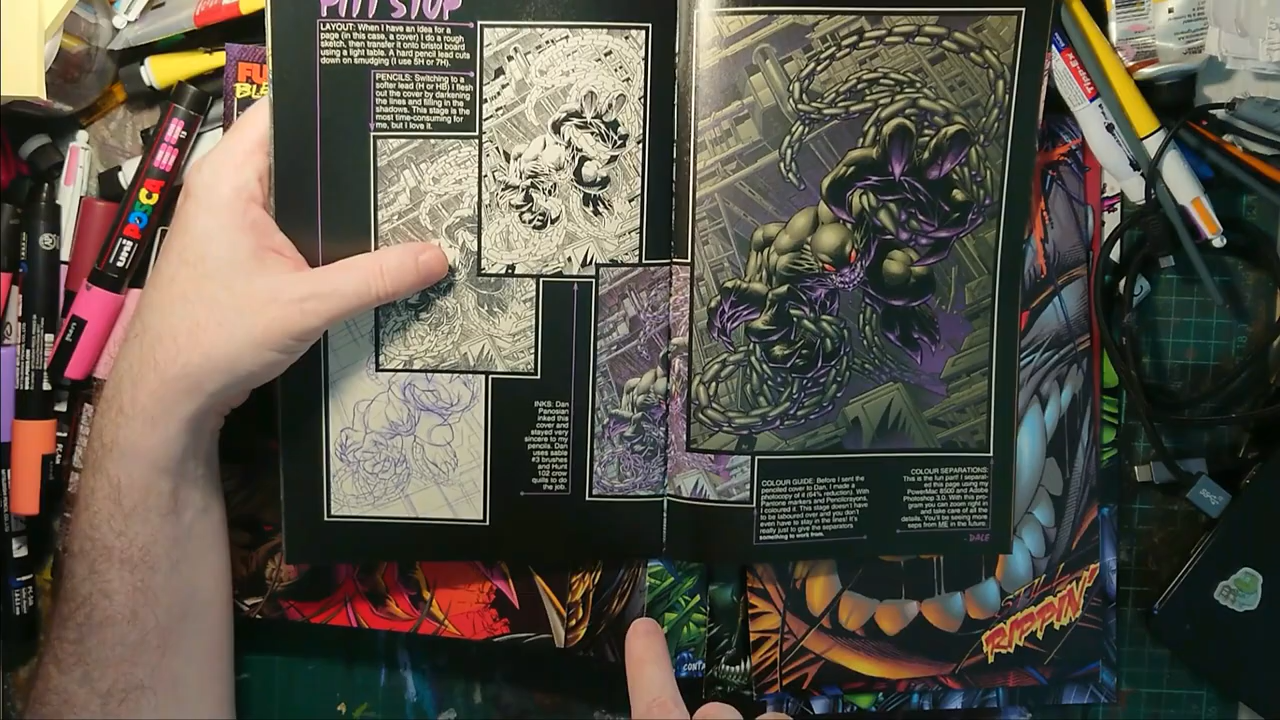 PITT STOP
LAYOUT: When I have an idea for a
page (in this case, a cover) I do a rough
sketch, then transfer it onto bristol board
using a light table. A hard pencil lead cuts
down on smudging (I use 5H or 7H).
PENCILS: Switching to a
softer lead (H or HB) I flesh
out the cover by darkening
the lines and filling in the
shadows. This stage is the
most time-consuming for
me, but I love it.
INKS: Dan
Panosian
inked this
cover and
stayed very
sincere to my
pencils. Dan
uses sable
#3 brushes
and Hunt
102 crow
quills to do
the job.
COLOUR GUIDE: Before I sent the
penciled cover to Dan, I made a
photocopy of it (64% reduction). With
Pantone markers and Pencilcrayons,
I coloured it. This stage doesn't have
to be laboured over and you don't
even have to stay in the lines! It's
really just to give the separators
something to work from.
COLOUR SEPARATIONS:
This is the fun part! I separat-
ed this page using my
PowerMac 8500 and Adobe
Photoshop 3.0. With this pro-
gram you can zoom right in
and take care of all the
details. You'll be seeing more
seps from ME in the future.
- DALE
RIPPIN'
CONTA
FU
BLE
uni POSCA
uni
Tipp-Ex